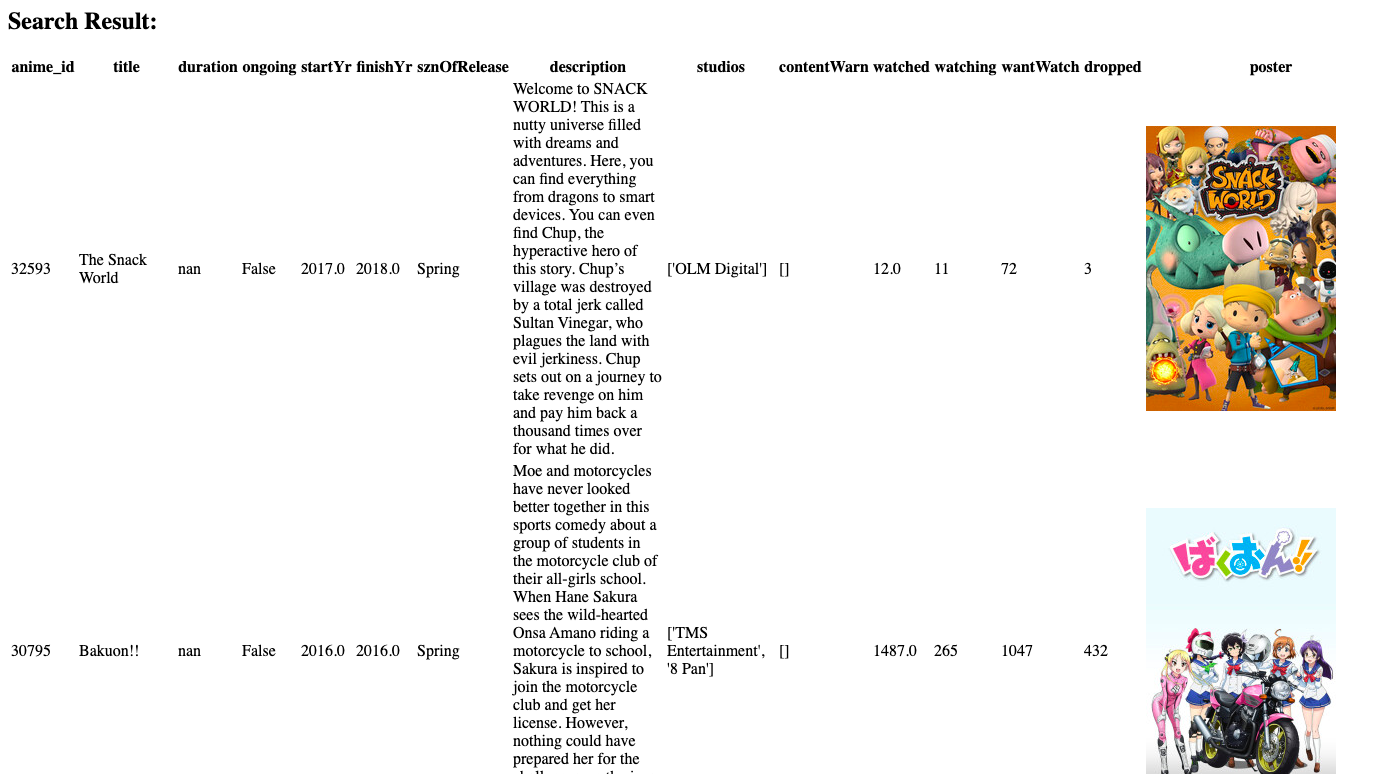 Search Result:
anime_id title duration ongoing startYr finishYr sznOfRelease description studios contentWarn watched watching wantWatch dropped poster
32593
The Snack
World
nan
False
2017.0
2018.0
Spring
Welcome to SNACK
WORLD! This is a
nutty universe filled
with dreams and
adventures. Here, you
can find everything
from dragons to smart
devices. You can even
find Chup, the
hyperactive hero of
this story. Chup’s
village was destroyed
by a total jerk called
Sultan Vinegar, who
plagues the land with
evil jerkiness. Chup
sets out on a journey to
take revenge on him
and pay him back a
thousand times over
for what he did.
['OLM Digital']
[]
12.0
11
72
3
SNACK
WORLD
30795
Bakuon!!
nan
False
2016.0
2016.0
Spring
Moe and motorcycles
have never looked
better together in this
sports comedy about a
group of students in
the motorcycle club of
their all-girls school.
When Hane Sakura
sees the wild-hearted
Onsa Amano riding a
motorcycle to school,
Sakura is inspired to
join the motorcycle
club and get her
license. However,
nothing could have
prepared her for the
['TMS
Entertainment',
'8 Pan']
[]
1487.0
265
1047
432
ばくおん!!